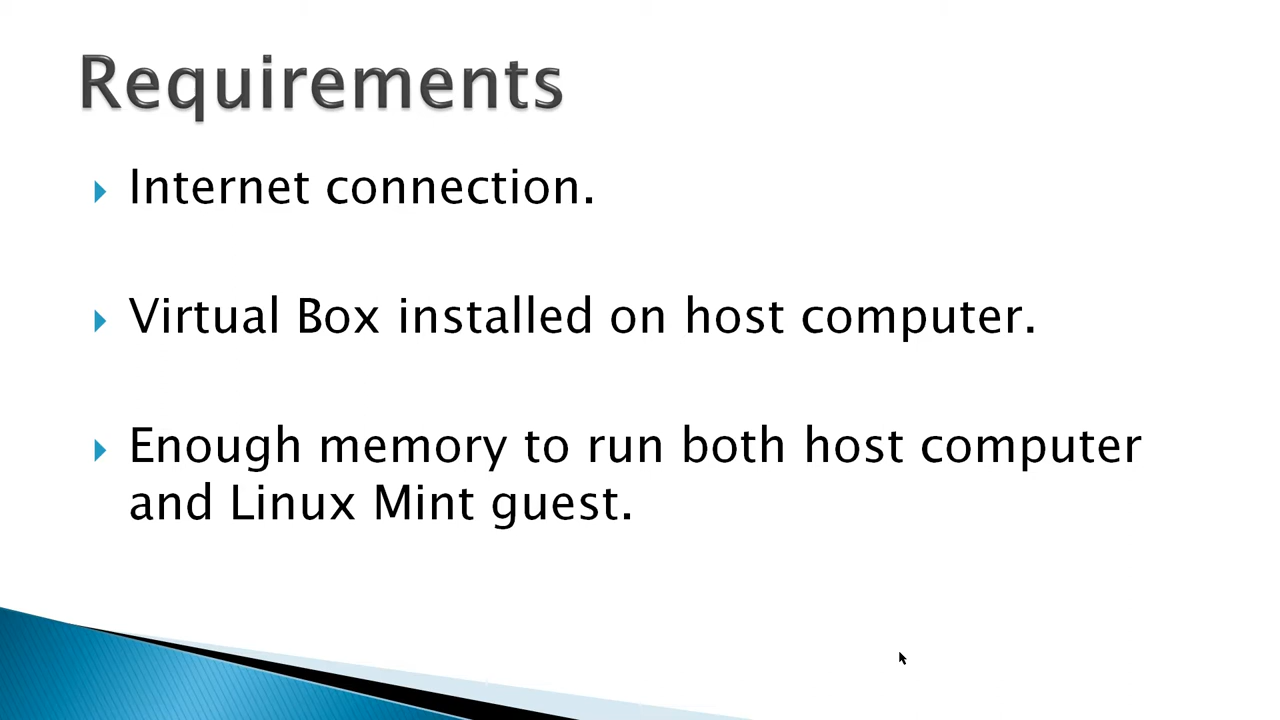 Requirements
Internet connection.
Virtual Box installed on host computer.
Enough memory to run both host computer
and Linux Mint guest.